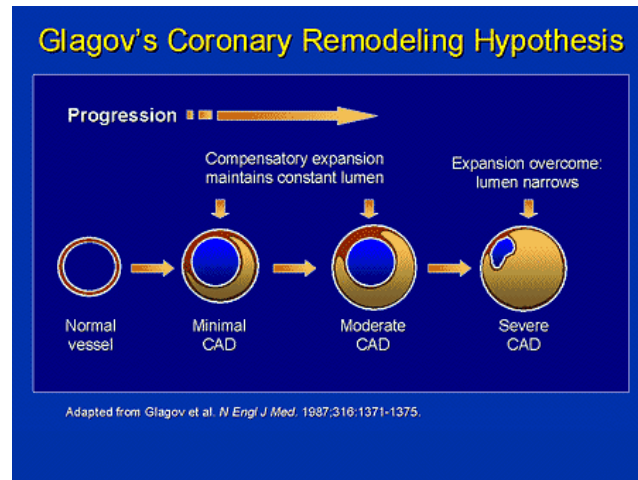 Glagov's Coronary Remodeling Hypothesis
Progression
Compensatory expansion
maintains constant lumen
Expansion overcome:
lumen narrows
Normal
vessel
Minimal
CAD
Moderate
CAD
Severe
CAD
Adapted from Glagov et al. N Engl J Med. 1987;316:1371-1375.